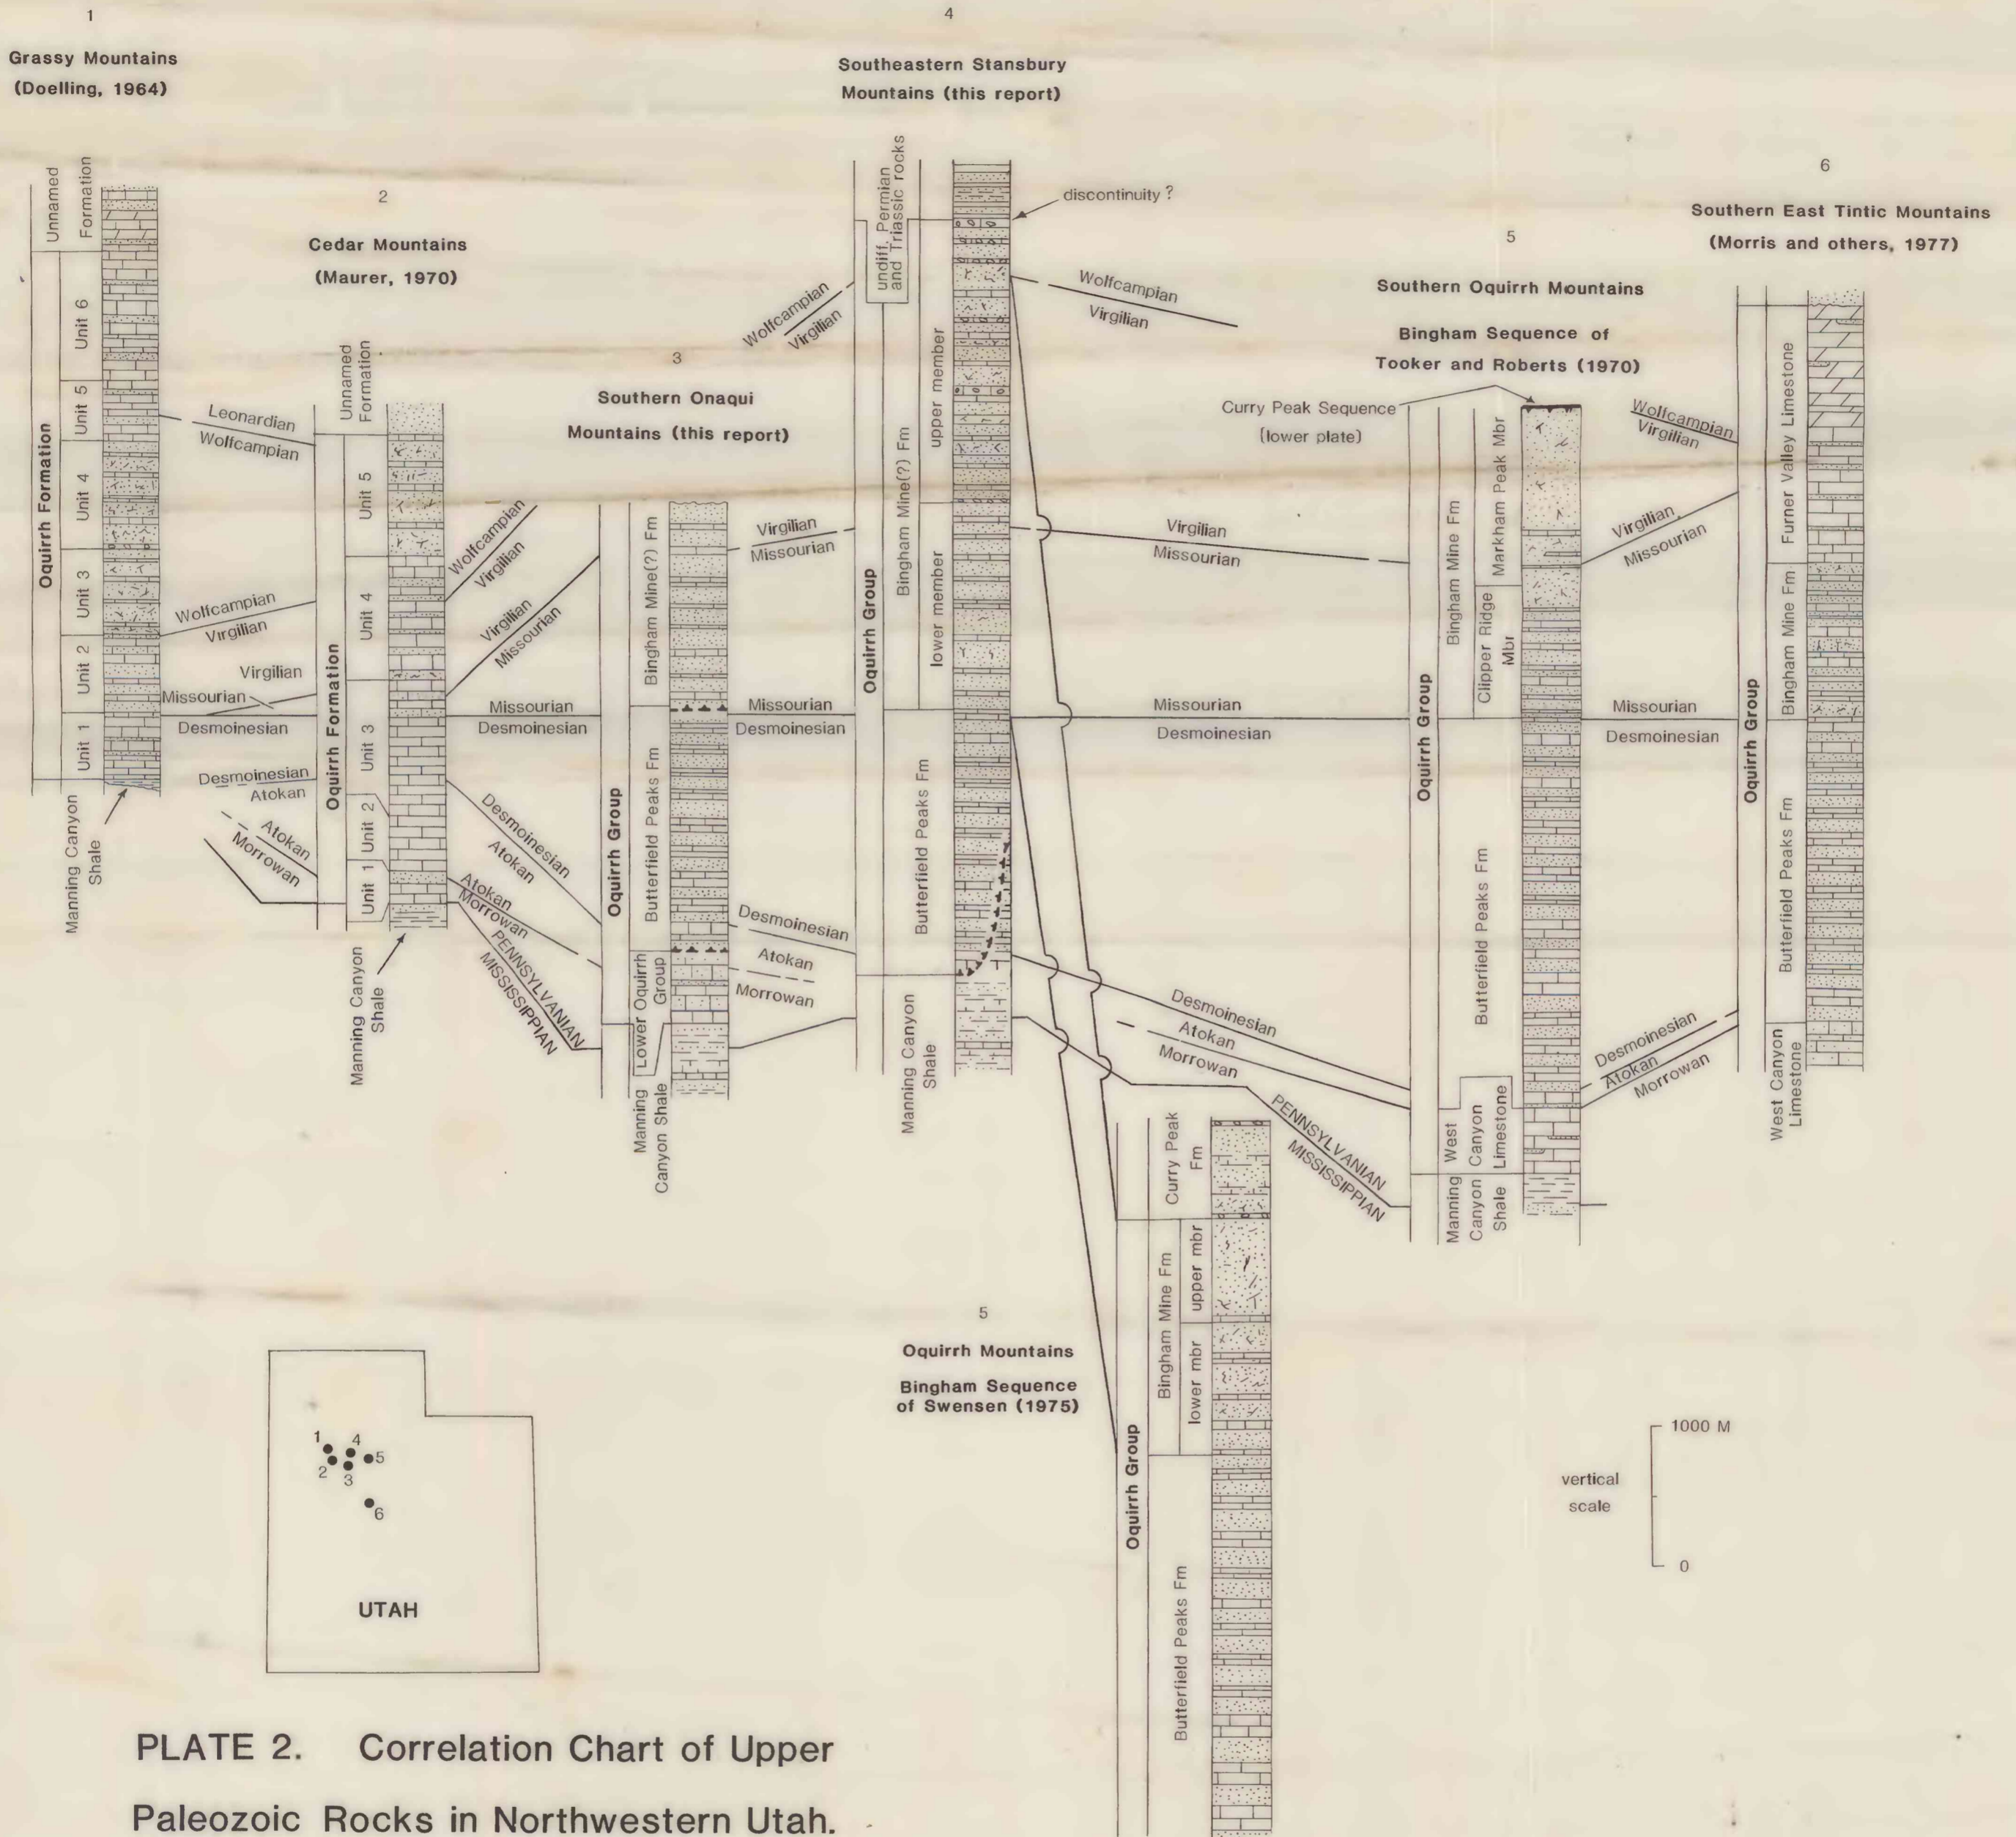 1
Grassy Mountains
(Doelling, 1964)
Unnamed
Formation
Oquirrh Formation
Unit 6
Unit 5
Unit 4
Unit 3
Unit 2
Unit 1
Manning Canyon
Shale
Leonardian
Wolfcampian
Wolfcampian
Virgilian
Virgilian
Missourian
Desmoinesian
Desmoinesian
Atokan
Atokan
Morrowan
2
Cedar Mountains
(Maurer, 1970)
Unnamed
Formation
Oquirrh Formation
Unit 5
Unit 4
Unit 3
Unit 2
Unit 1
Manning Canyon
Shale
Wolfcampian
Virgilian
Virgilian
Missourian
Missourian
Desmoinesian
Desmoinesian
Atokan
Atokan
Morrowan
PENNSYLVANIAN
MISSISSIPPIAN
3
Southern Onaqui
Mountains (this report)
Oquirrh Group
Bingham Mine(?) Fm
Butterfield Peaks Fm
Lower Oquirrh
Group
Manning
Canyon Shale
Wolfcampian
Virgilian
Virgilian
Missourian
Missourian
Desmoinesian
Desmoinesian
Atokan
Morrowan
4
Southeastern Stansbury
Mountains (this report)
undiff. Permian
and Triassic rocks
Oquirrh Group
Bingham Mine(?) Fm
upper member
lower member
Butterfield Peaks Fm
Manning Canyon
Shale
discontinuity ?
Wolfcampian
Virgilian
Virgilian
Missourian
Missourian
Desmoinesian
Desmoinesian
Atokan
Morrowan
PENNSYLVANIAN
MISSISSIPPIAN
5
Southern Oquirrh Mountains
Bingham Sequence of
Tooker and Roberts (1970)
Curry Peak Sequence
(lower plate)
Oquirrh Group
Bingham Mine Fm
Markham Peak Mbr
Clipper Ridge
Mbr
Butterfield Peaks Fm
West
Canyon
Limestone
Manning
Canyon
Shale
Wolfcampian
Virgilian
Virgilian
Missourian
Missourian
Desmoinesian
Desmoinesian
Atokan
Morrowan
6
Southern East Tintic Mountains
(Morris and others, 1977)
Oquirrh Group
Furner Valley Limestone
Bingham Mine Fm
Butterfield Peaks Fm
West Canyon
Limestone
5
Oquirrh Mountains
Bingham Sequence
of Swensen (1975)
Curry Peak
Fm
Oquirrh Group
Bingham Mine Fm
upper mbr
lower mbr
Butterfield Peaks Fm
1
4
5
2
3
6
UTAH
vertical
scale
1000 M
0
PLATE 2. Correlation Chart of Upper
Paleozoic Rocks in Northwestern Utah.